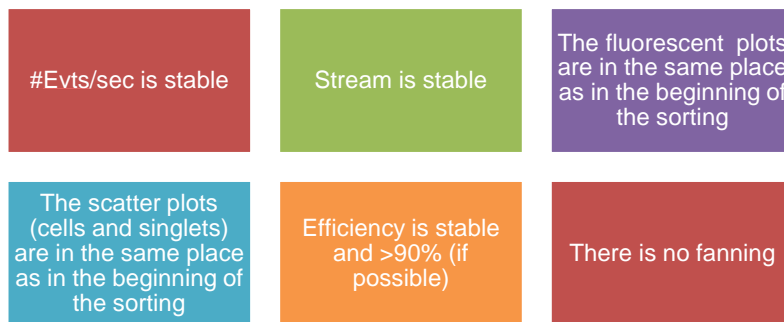 #Evts/sec is stable
Stream is stable
The fluorescent plots
are in the same place
as in the beginning of
the sorting
The scatter plots
(cells and singlets)
are in the same place
as in the beginning of
the sorting
Efficiency is stable
and >90% (if
possible)
There is no fanning